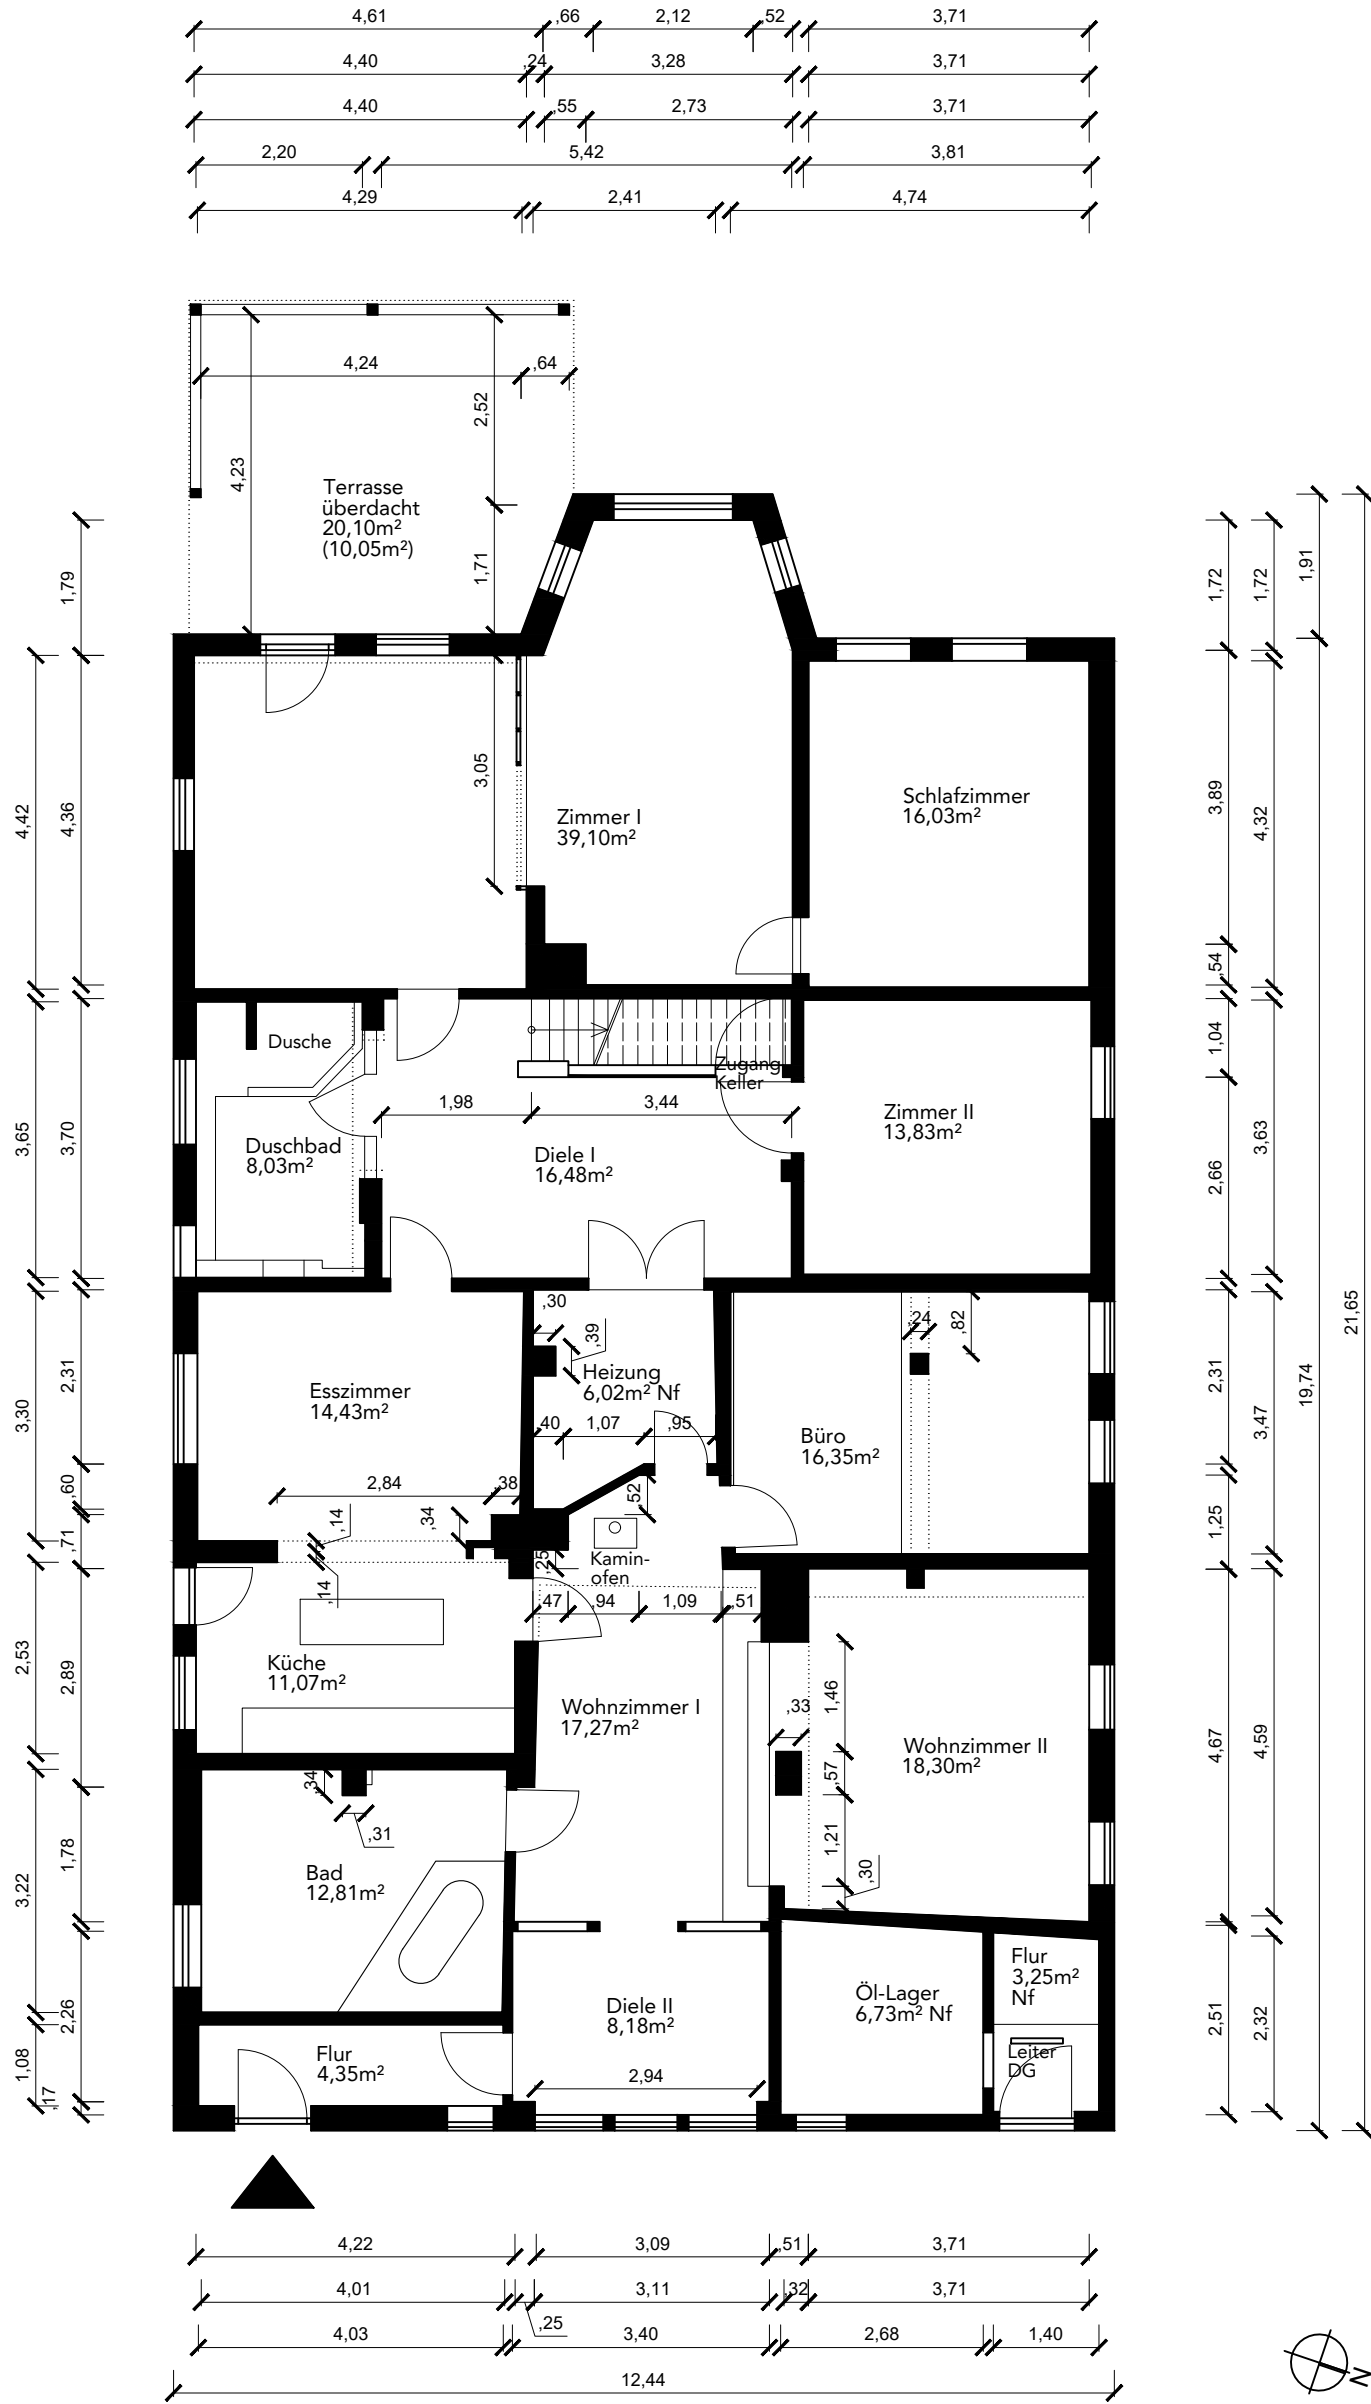 4,61 ,66 2,12 ,52 3,71
4,40 ,24 3,28 3,71
4,40 ,55 2,73 3,71
2,20 5,42 3,81
4,29 2,41 4,74
4,24 ,64
2,52
4,23
Terrasse
überdacht
20,10m²
(10,05m²)
1,71
1,79
1,72 1,72 1,91
3,05
Zimmer I
39,10m²
Schlafzimmer
16,03m²
4,42 4,36
3,89 4,32
,54
Dusche
Zugang
Keller
1,04
1,98 3,44
Duschbad
8,03m²
Diele I
16,48m²
Zimmer II
13,83m²
3,65 3,70
2,66 3,63
21,65
19,74
,30
,39
Heizung
6,02m² Nf
,24 ,82
Esszimmer
14,43m²
,40 1,07 ,95
Büro
16,35m²
3,30 2,31
2,31 3,47
2,84 ,38
,60
,14 ,34 ,52
,71
1,25
Kamin-
ofen
,25
,14
,47 ,94 1,09 ,51
Küche
11,07m²
2,53 2,89
Wohnzimmer I
17,27m²
1,46
,33
Wohnzimmer II
18,30m²
4,67 4,59
,34
,57
,31
1,21
,30
Bad
12,81m²
3,22 1,78
Flur
3,25m²
Nf
Öl-Lager
6,73m² Nf
Diele II
8,18m²
2,26
2,51 2,32
Leiter
DG
Flur
4,35m²
2,94
1,08 ,17
4,22 3,09 ,51 3,71
4,01 3,11 ,32 3,71
,25
4,03 3,40 2,68 1,40
12,44
N